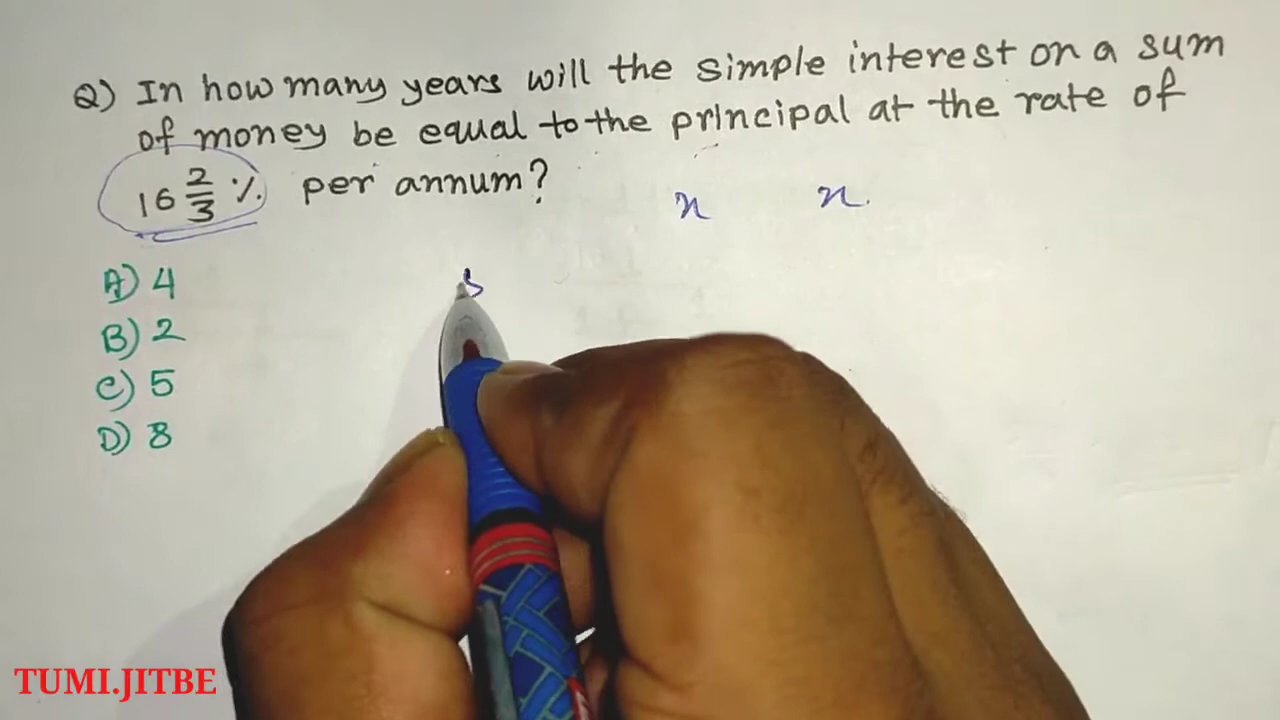 Q) In how many years will the simple interest on a sum
of money be equal to the principal at the rate of
16 2/3 % per annum?
x x
A) 4
B) 2
C) 5
D) 8
TUMI.JITBE